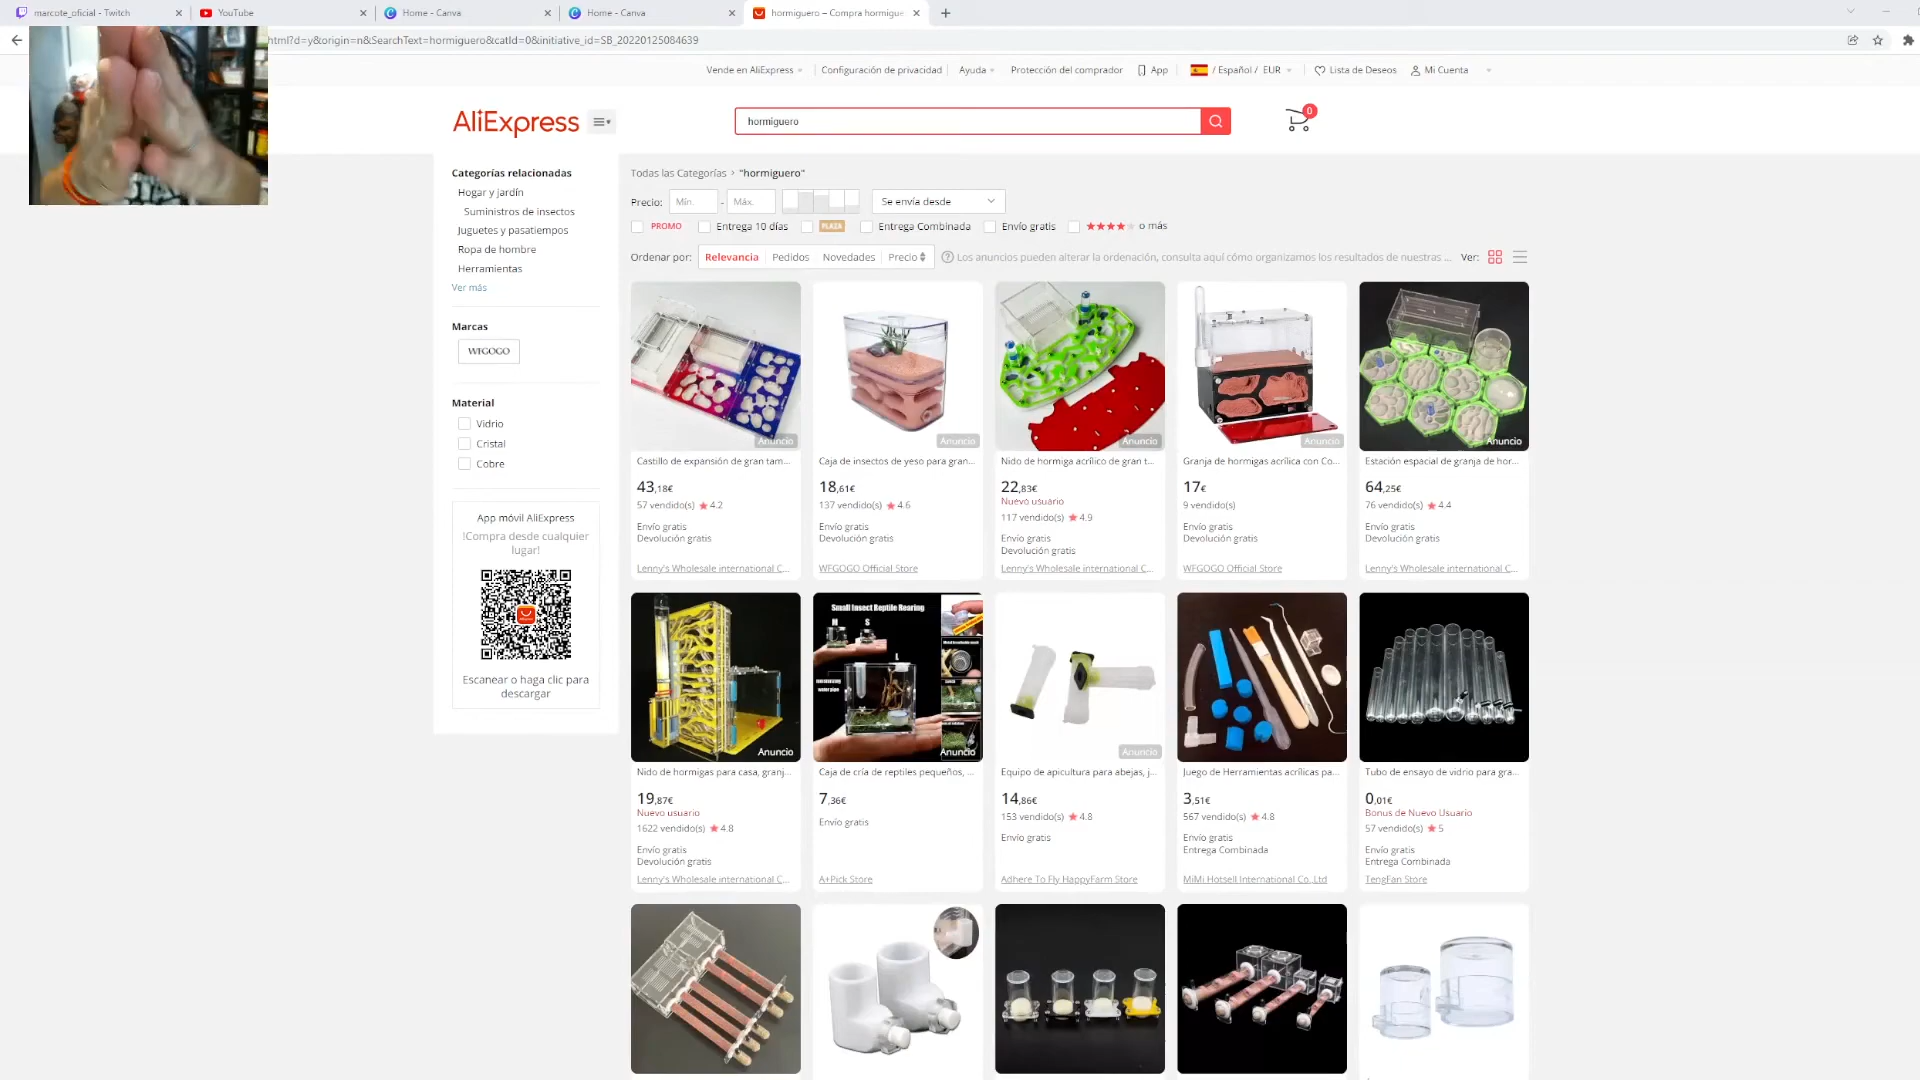 marcote_oficial - Twitch
YouTube
Home - Canva
Home - Canva
hormiguero – Compra hormigue
html?d=y&origin=n&SearchText=hormiguero&catId=0&initiative_id=SB_20220125084639
Vende en AliExpress
Configuración de privacidad
Ayuda
Protección del comprador
App
/ Español / EUR
Lista de Deseos
Mi Cuenta
AliExpress
hormiguero
0
Categorías relacionadas
Hogar y jardín
Suministros de insectos
Juguetes y pasatiempos
Ropa de hombre
Herramientas
Ver más
Marcas
WFGOGO
Material
Vidrio
Cristal
Cobre
App móvil AliExpress
!Compra desde cualquier
lugar!
Escanear o haga clic para
descargar
Todas las Categorías > "hormiguero"
Precio: Mín. - Máx. Se envía desde
PROMO Entrega 10 días PLAZA Entrega Combinada Envío gratis o más
Ordenar por: Relevancia Pedidos Novedades Precio Los anuncios pueden alterar la ordenación, consulta aquí cómo organizamos los resultados de nuestras ... Ver:
Anuncio
Castillo de expansión de gran tam...
43,18€
57 vendido(s) 4.2
Envío gratis
Devolución gratis
Lenny's Wholesale international C...
Anuncio
Caja de insectos de yeso para gran...
18,61€
137 vendido(s) 4.6
Envío gratis
Devolución gratis
WFGOGO Official Store
Anuncio
Nido de hormiga acrílico de gran t...
22,83€
Nuevo usuario
117 vendido(s) 4.9
Envío gratis
Devolución gratis
Lenny's Wholesale international C...
Anuncio
Granja de hormigas acrílica con Co...
17€
9 vendido(s)
Envío gratis
Devolución gratis
WFGOGO Official Store
Anuncio
Estación espacial de granja de hor...
64,25€
76 vendido(s) 4.4
Envío gratis
Devolución gratis
Lenny's Wholesale international C...
Anuncio
Nido de hormigas para casa, granj...
19,87€
Nuevo usuario
1622 vendido(s) 4.8
Envío gratis
Devolución gratis
Lenny's Wholesale international C...
Small Insect Reptile Rearing
M S
L
Anuncio
Caja de cría de reptiles pequeños, ...
7,36€
Envío gratis
A+Pick Store
Anuncio
Equipo de apicultura para abejas, j...
14,86€
153 vendido(s) 4.8
Envío gratis
Adhere To Fly HappyFarm Store
Juego de Herramientas acrílicas pa...
3,51€
567 vendido(s) 4.8
Envío gratis
Entrega Combinada
MiMi Hotsell International Co.,Ltd
Tubo de ensayo de vidrio para gra...
0,01€
Bonus de Nuevo Usuario
57 vendido(s) 5
Envío gratis
Entrega Combinada
TengFan Store